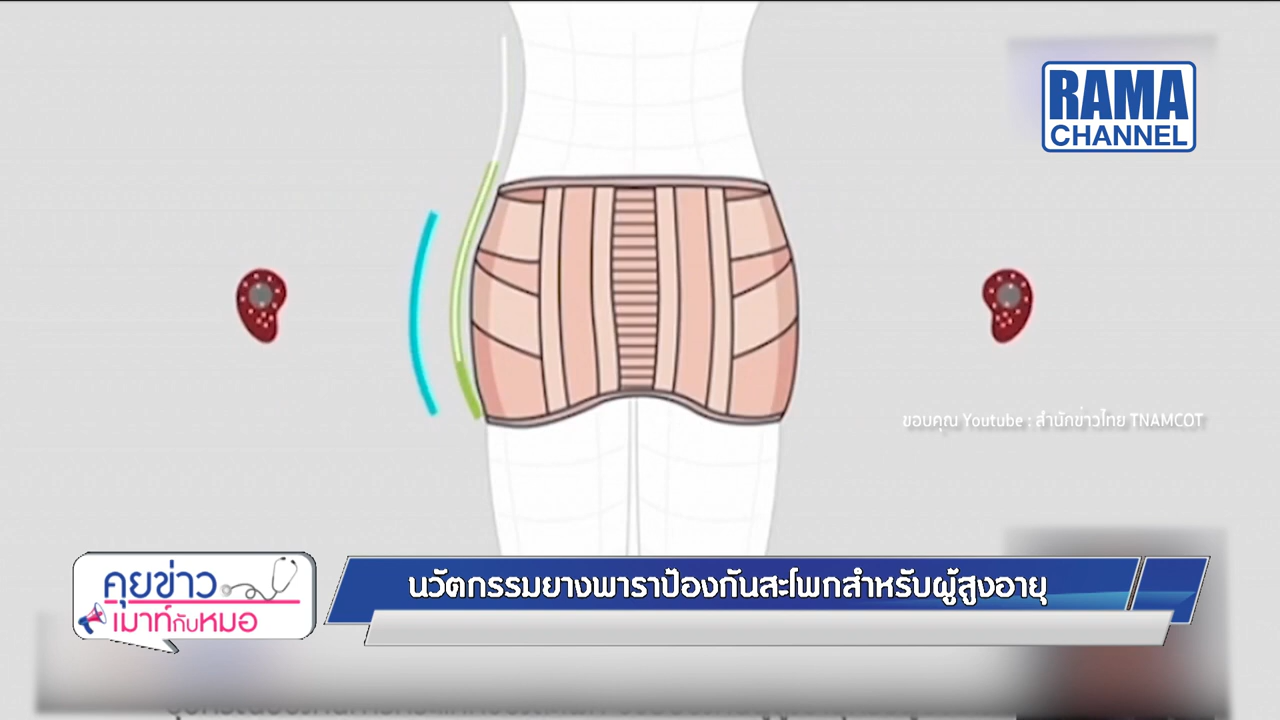 RAMA
CHANNEL
ขอบคุณ Youtube : สำนักข่าวไทย TNAMCOT
คุยข่าว
เมาท์กับหมอ
นวัตกรรมยางพาราป้องกันสะโพกสำหรับผู้สูงอายุ